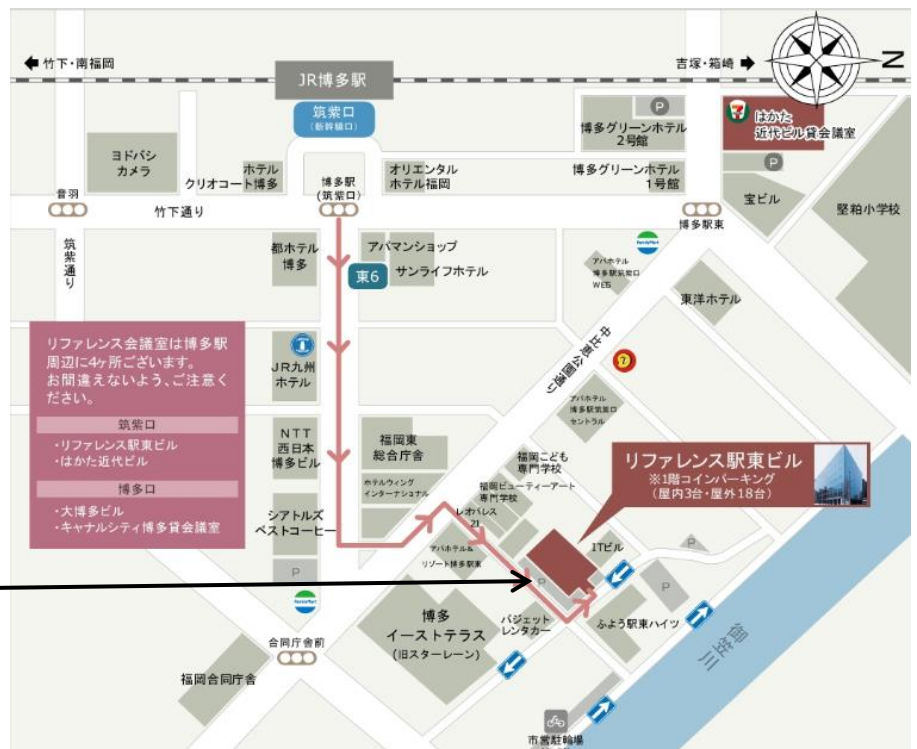 竹下・南福岡
JR博多駅
吉塚・箱崎
N
筑紫口
(新幹線口)
P
博多グリーンホテル
2号館
はかた
近代ビル貸会議室
P
ヨドバシ
カメラ
ホテル
クリオコート博多
博多駅
(筑紫口)
オリエンタル
ホテル福岡
博多グリーンホテル
1号館
宝ビル
堅粕小学校
音羽
竹下通り
博多駅東
筑紫通り
都ホテル
博多
アパマンショップ
東6
サンライフホテル
FamilyMart
アパホテル
博多駅筑紫口
WEST
東洋ホテル
リファレンス会議室は博多駅
周辺に4ヶ所ございます。
お間違えないよう、ご注意く
ださい。
筑紫口
・リファレンス駅東ビル
・はかた近代ビル
博多口
・大博多ビル
・キャナルシティ博多貸会議室
JR九州
ホテル
中比恵公園通り
アパホテル
博多駅筑紫口
セントラル
NTT
西日本
博多ビル
福岡東
総合庁舎
ホテルウィング
インターナショナル
福岡こども
専門学校
福岡ビューティーアート
専門学校
レオパレス
21
リファレンス駅東ビル
※1階コインパーキング
(屋内3台・屋外18台)
シアトルズ
ベストコーヒー
アパホテル&
リゾート博多駅東
ITビル
P
P
P
P
FamilyMart
博多
イーストテラス
(旧スターレーン)
バジェット
レンタカー
ふよう駅東ハイツ
御笠川
合同庁舎前
福岡合同庁舎
市営駐輪場